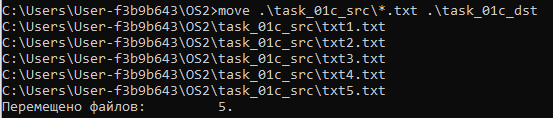 C:\Users\User-f3b9b643\OS2>move .\task_01c_src\*.txt .\task_01c_dst
C:\Users\User-f3b9b643\OS2\task_01c_src\txt1.txt
C:\Users\User-f3b9b643\OS2\task_01c_src\txt2.txt
C:\Users\User-f3b9b643\OS2\task_01c_src\txt3.txt
C:\Users\User-f3b9b643\OS2\task_01c_src\txt4.txt
C:\Users\User-f3b9b643\OS2\task_01c_src\txt5.txt
Перемещено файлов:         5.